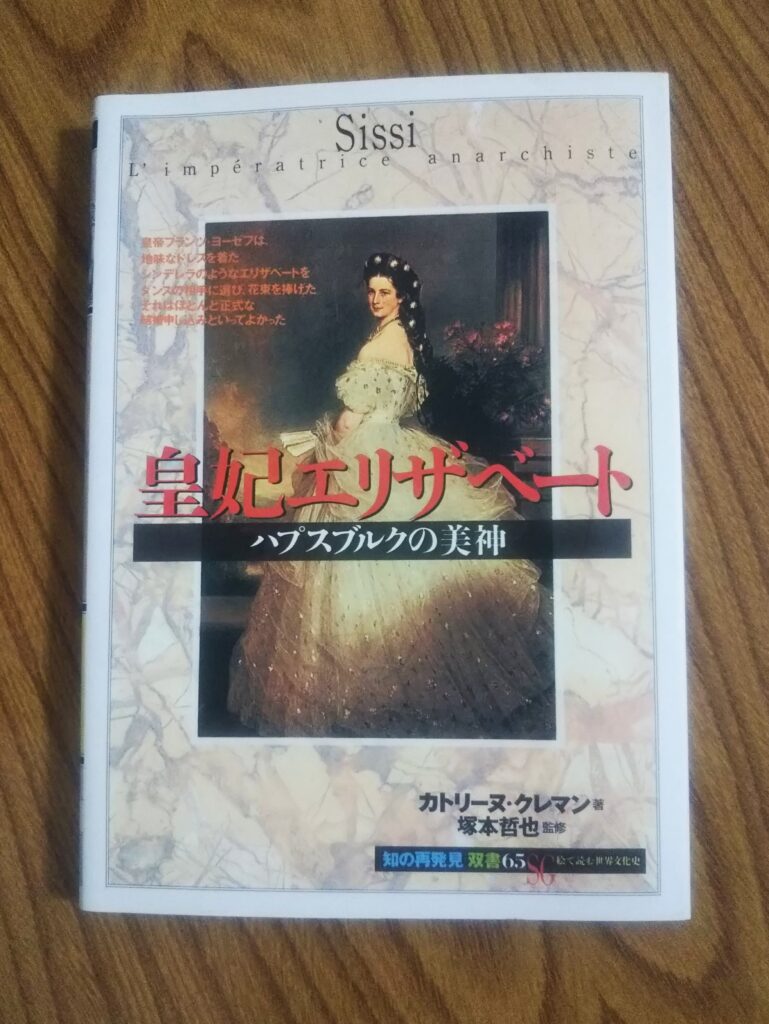 Sissi
L'impératrice anarchiste
皇帝フランツ・ヨーゼフは、
地味なドレスを着た
シンデレラのようなエリザベートを
ダンスの相手に選び、花束を捧げた
それはほとんど正式な
結婚申し込みといってよかった
皇妃エリザベート
ハプスブルクの美神
カトリーヌ・クレマン 著
塚本哲也 監修
知の再発見 双書65 SG 絵で読む世界文化史